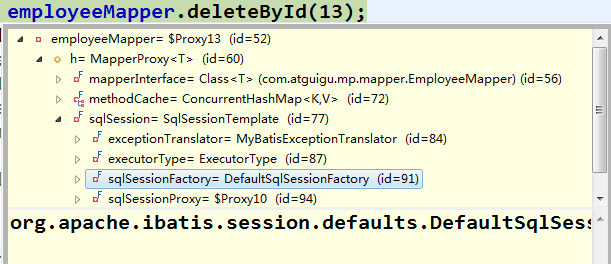 employeeMapper.deleteById(13);
employeeMapper= $Proxy13 (id=52)
h= MapperProxy<T> (id=60)
mapperInterface= Class<T> (com.atguigu.mp.mapper.EmployeeMapper) (id=56)
methodCache= ConcurrentHashMap<K,V> (id=72)
sqlSession= SqlSessionTemplate (id=77)
exceptionTranslator= MyBatisExceptionTranslator (id=84)
executorType= ExecutorType (id=87)
sqlSessionFactory= DefaultSqlSessionFactory (id=91)
sqlSessionProxy= $Proxy10 (id=94)
org.apache.ibatis.session.defaults.DefaultSqlSess